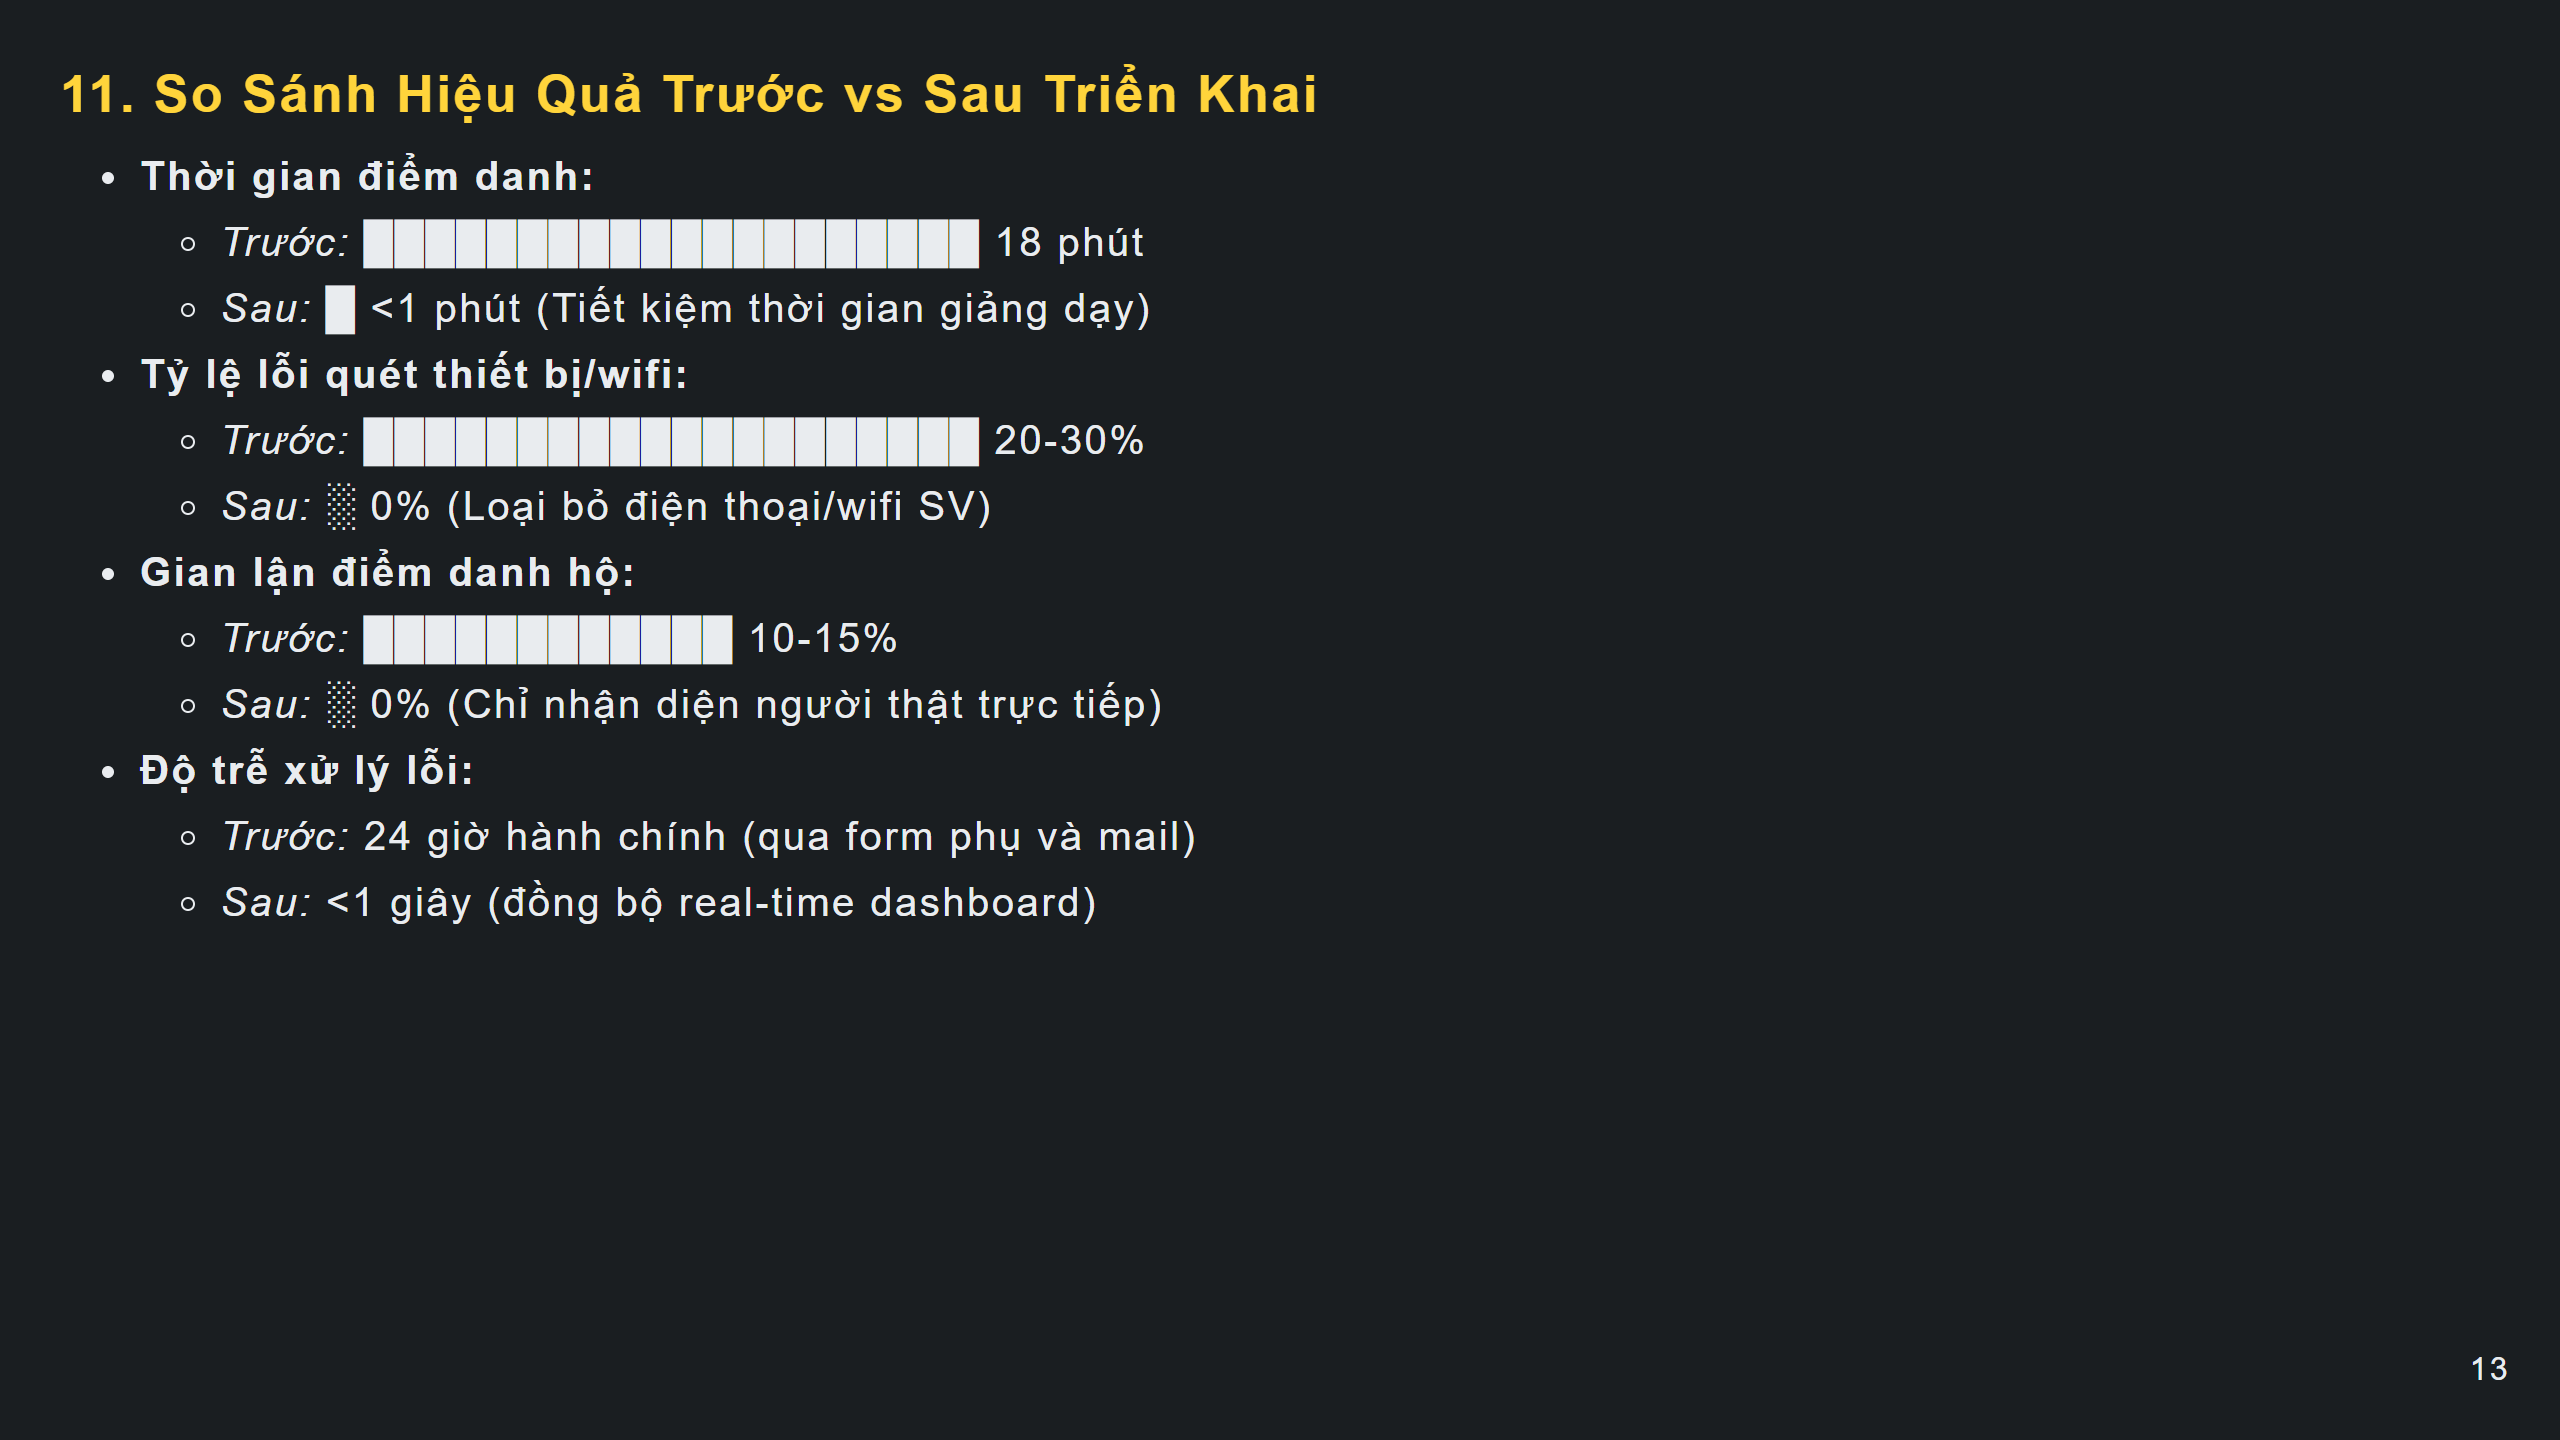 11. So Sánh Hiệu Quả Trước vs Sau Triển Khai
• Thời gian điểm danh:
◦ Trước: ████████████████████ 18 phút
◦ Sau: █ <1 phút (Tiết kiệm thời gian giảng dạy)
• Tỷ lệ lỗi quét thiết bị/wifi:
◦ Trước: ████████████████████ 20-30%
◦ Sau: ░ 0% (Loại bỏ điện thoại/wifi SV)
• Gian lận điểm danh hộ:
◦ Trước: ████████████ 10-15%
◦ Sau: ░ 0% (Chỉ nhận diện người thật trực tiếp)
• Độ trễ xử lý lỗi:
◦ Trước: 24 giờ hành chính (qua form phụ và mail)
◦ Sau: <1 giây (đồng bộ real-time dashboard)
13